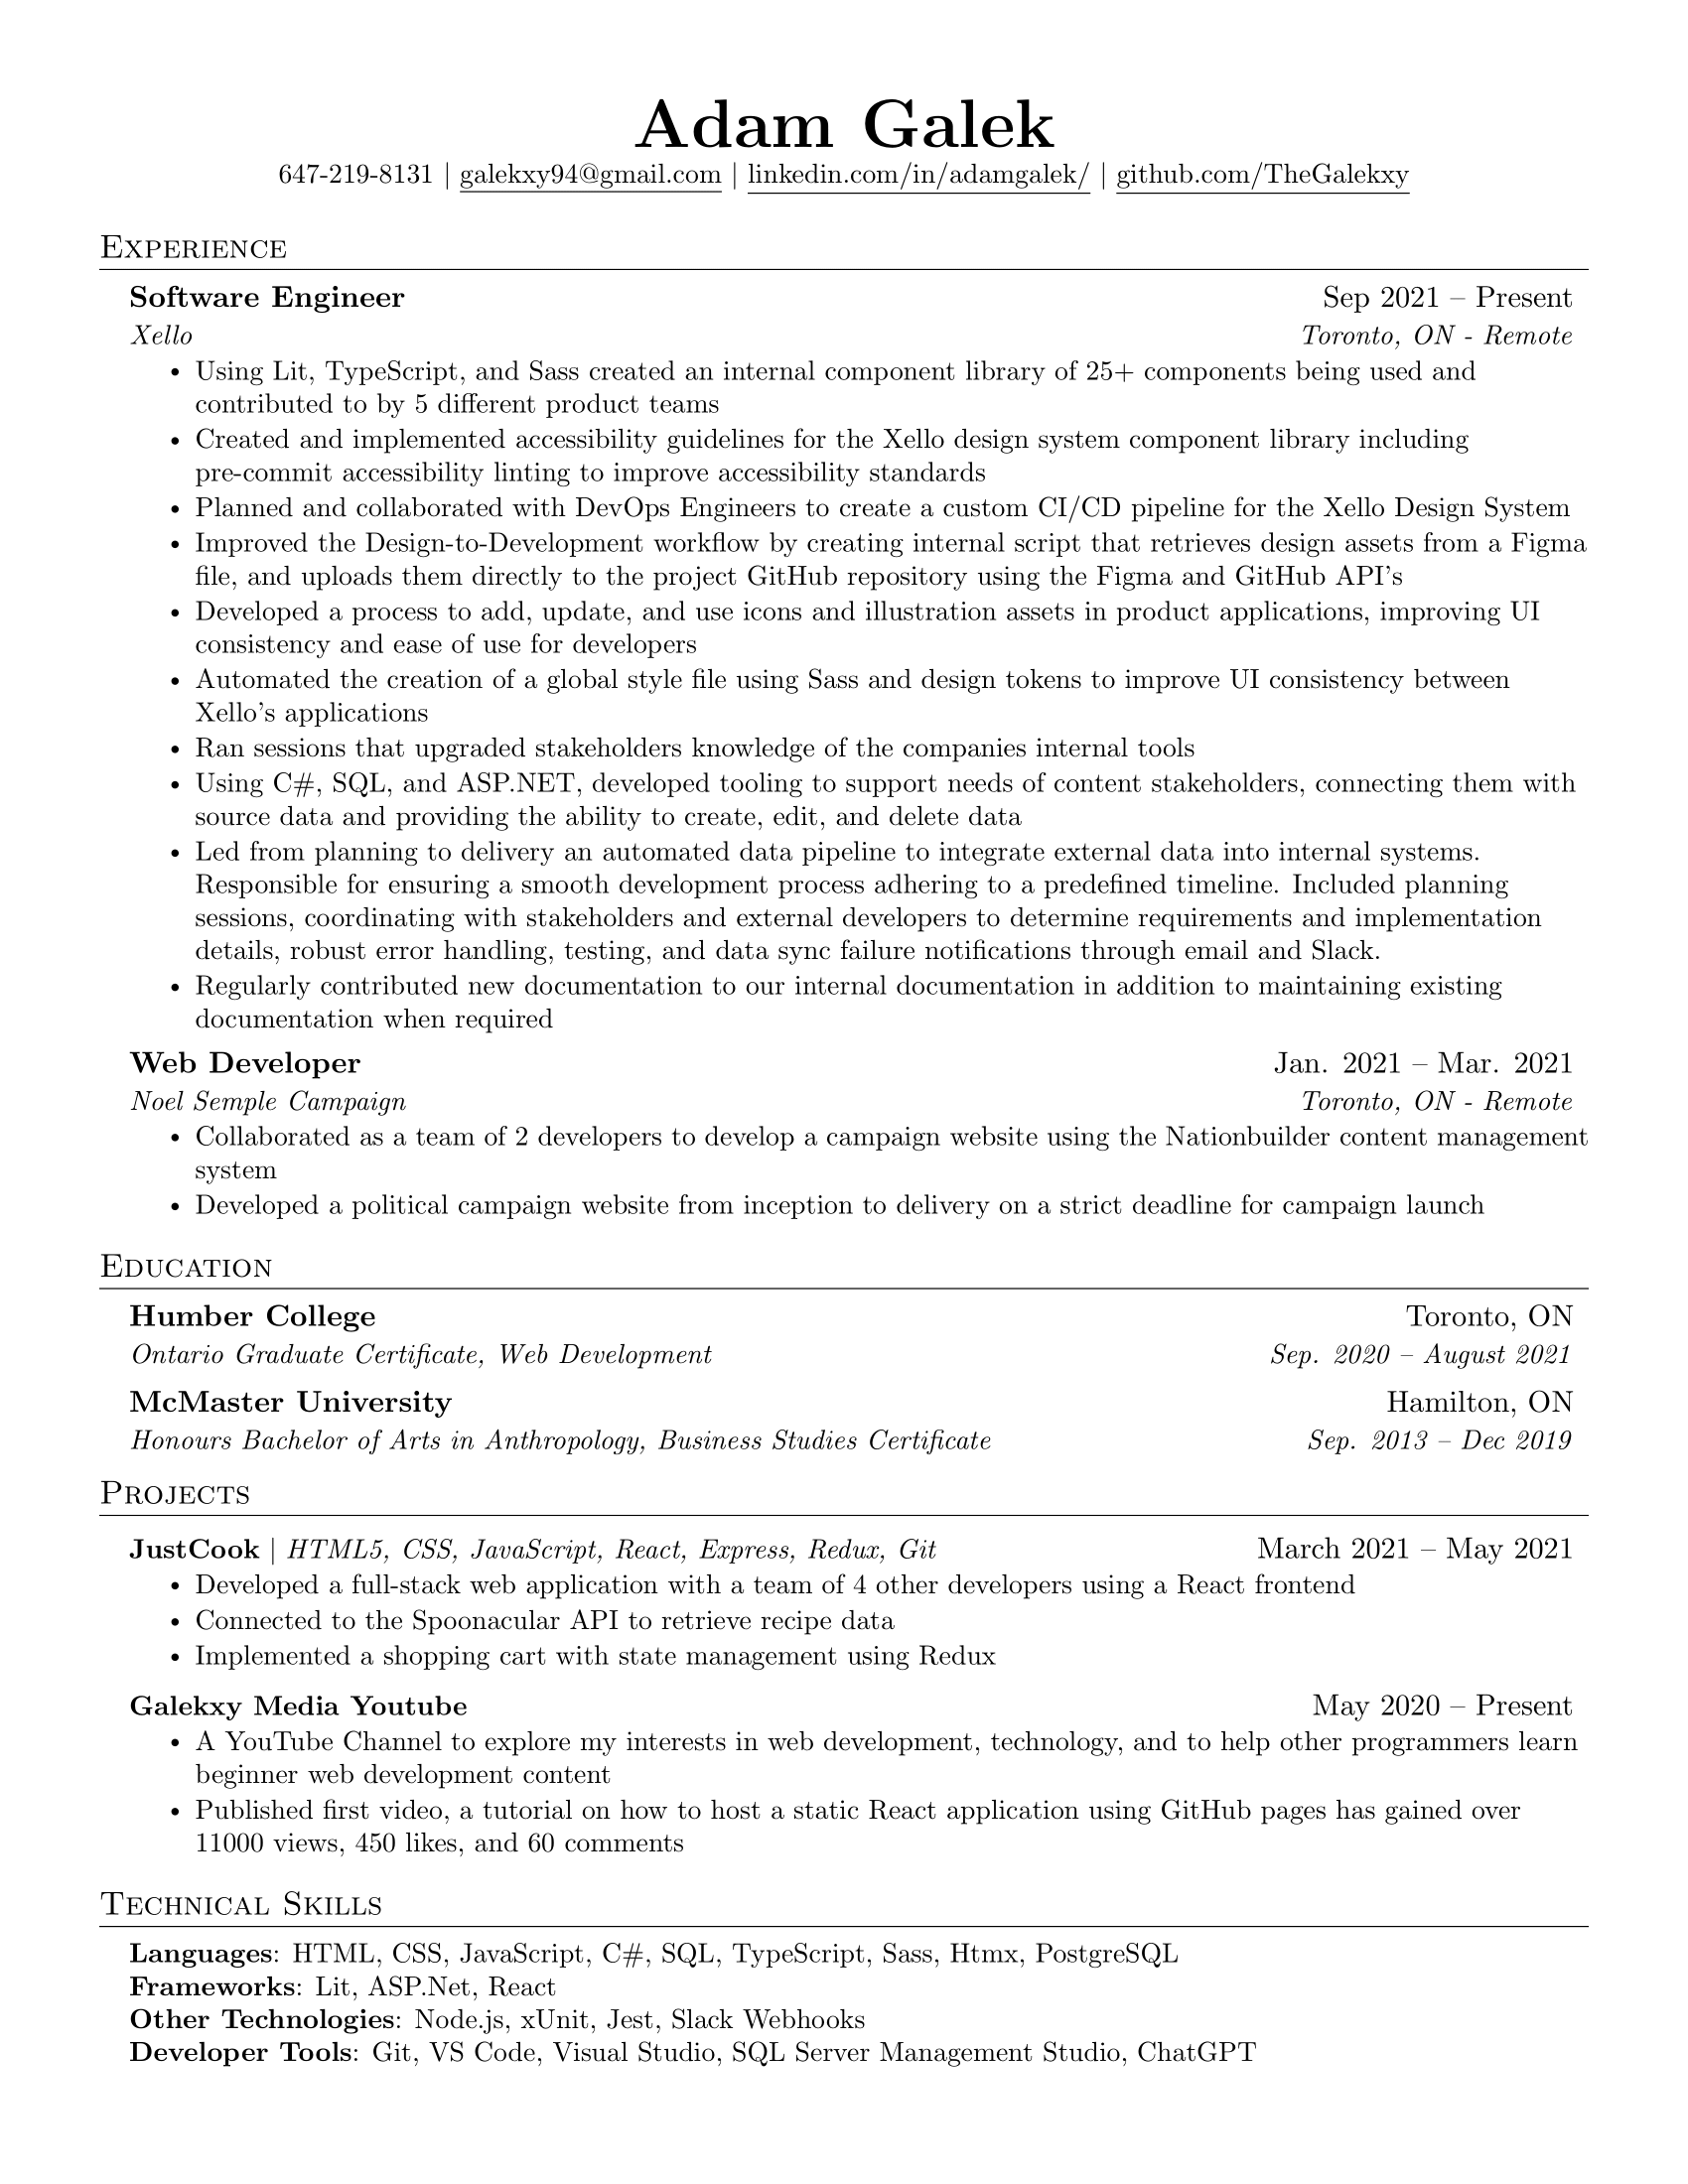 Adam Galek
647-219-8131 | galekxy94@gmail.com | linkedin.com/in/adamgalek/ | github.com/TheGalekxy
Experience
Software Engineer Sep 2021 – Present
Xello Toronto, ON - Remote
• Using Lit, TypeScript, and Sass created an internal component library of 25+ components being used and
contributed to by 5 different product teams
• Created and implemented accessibility guidelines for the Xello design system component library including
pre-commit accessibility linting to improve accessibility standards
• Planned and collaborated with DevOps Engineers to create a custom CI/CD pipeline for the Xello Design System
• Improved the Design-to-Development workflow by creating internal script that retrieves design assets from a Figma
file, and uploads them directly to the project GitHub repository using the Figma and GitHub API's
• Developed a process to add, update, and use icons and illustration assets in product applications, improving UI
consistency and ease of use for developers
• Automated the creation of a global style file using Sass and design tokens to improve UI consistency between
Xello's applications
• Ran sessions that upgraded stakeholders knowledge of the companies internal tools
• Using C#, SQL, and ASP.NET, developed tooling to support needs of content stakeholders, connecting them with
source data and providing the ability to create, edit, and delete data
• Led from planning to delivery an automated data pipeline to integrate external data into internal systems.
Responsible for ensuring a smooth development process adhering to a predefined timeline. Included planning
sessions, coordinating with stakeholders and external developers to determine requirements and implementation
details, robust error handling, testing, and data sync failure notifications through email and Slack.
• Regularly contributed new documentation to our internal documentation in addition to maintaining existing
documentation when required
Web Developer Jan. 2021 – Mar. 2021
Noel Semple Campaign Toronto, ON - Remote
• Collaborated as a team of 2 developers to develop a campaign website using the Nationbuilder content management
system
• Developed a political campaign website from inception to delivery on a strict deadline for campaign launch
Education
Humber College Toronto, ON
Ontario Graduate Certificate, Web Development Sep. 2020 – August 2021
McMaster University Hamilton, ON
Honours Bachelor of Arts in Anthropology, Business Studies Certificate Sep. 2013 – Dec 2019
Projects
JustCook | HTML5, CSS, JavaScript, React, Express, Redux, Git March 2021 – May 2021
• Developed a full-stack web application with a team of 4 other developers using a React frontend
• Connected to the Spoonacular API to retrieve recipe data
• Implemented a shopping cart with state management using Redux
Galekxy Media Youtube May 2020 – Present
• A YouTube Channel to explore my interests in web development, technology, and to help other programmers learn
beginner web development content
• Published first video, a tutorial on how to host a static React application using GitHub pages has gained over
11000 views, 450 likes, and 60 comments
Technical Skills
Languages: HTML, CSS, JavaScript, C#, SQL, TypeScript, Sass, Htmx, PostgreSQL
Frameworks: Lit, ASP.Net, React
Other Technologies: Node.js, xUnit, Jest, Slack Webhooks
Developer Tools: Git, VS Code, Visual Studio, SQL Server Management Studio, ChatGPT